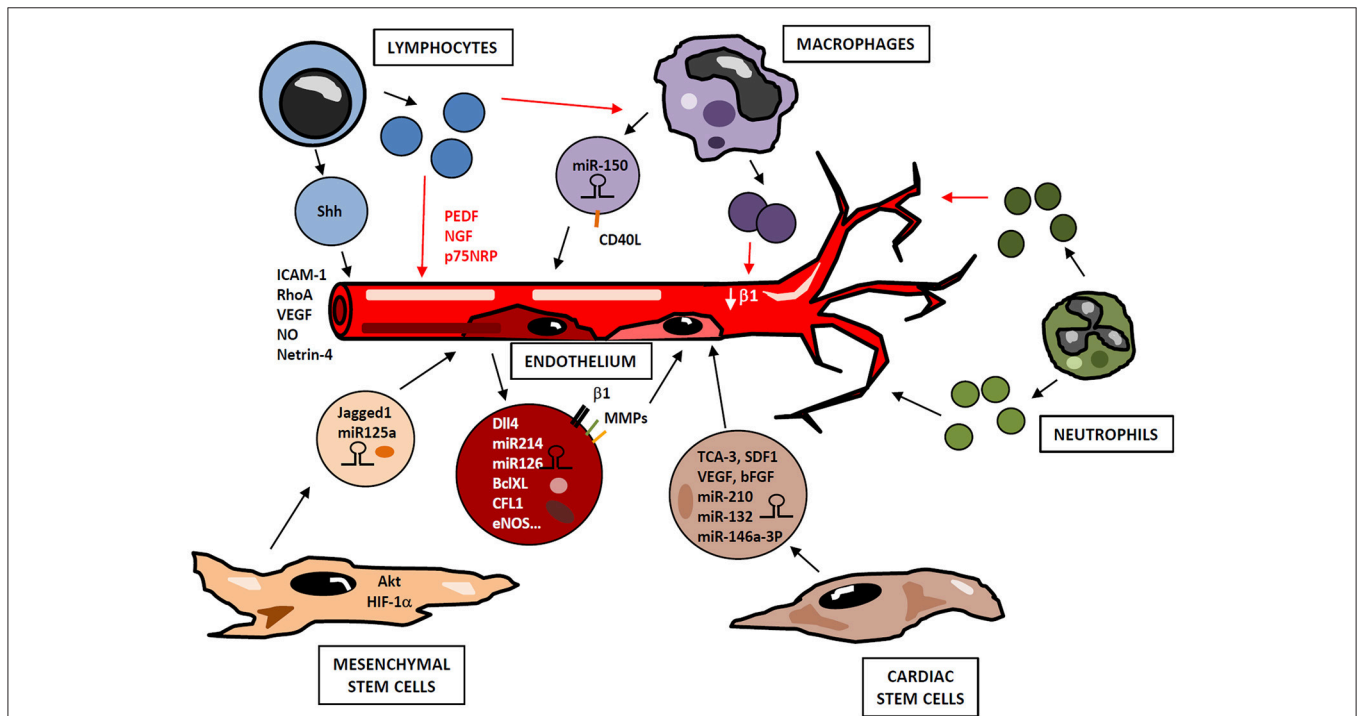 LYMPHOCYTES
MACROPHAGES
miR-150
Shh
PEDF
NGF
p75NRP
CD40L
ICAM-1
RhoA
VEGF
NO
Netrin-4
↓ β1
ENDOTHELIUM
β1
MMPs
Jagged1
miR125a
Dll4
miR214
miR126
BclXL
CFL1
eNOS...
TCA-3, SDF1
VEGF, bFGF
miR-210
miR-132
miR-146a-3P
NEUTROPHILS
Akt
HIF-1α
MESENCHYMAL
STEM CELLS
CARDIAC
STEM CELLS